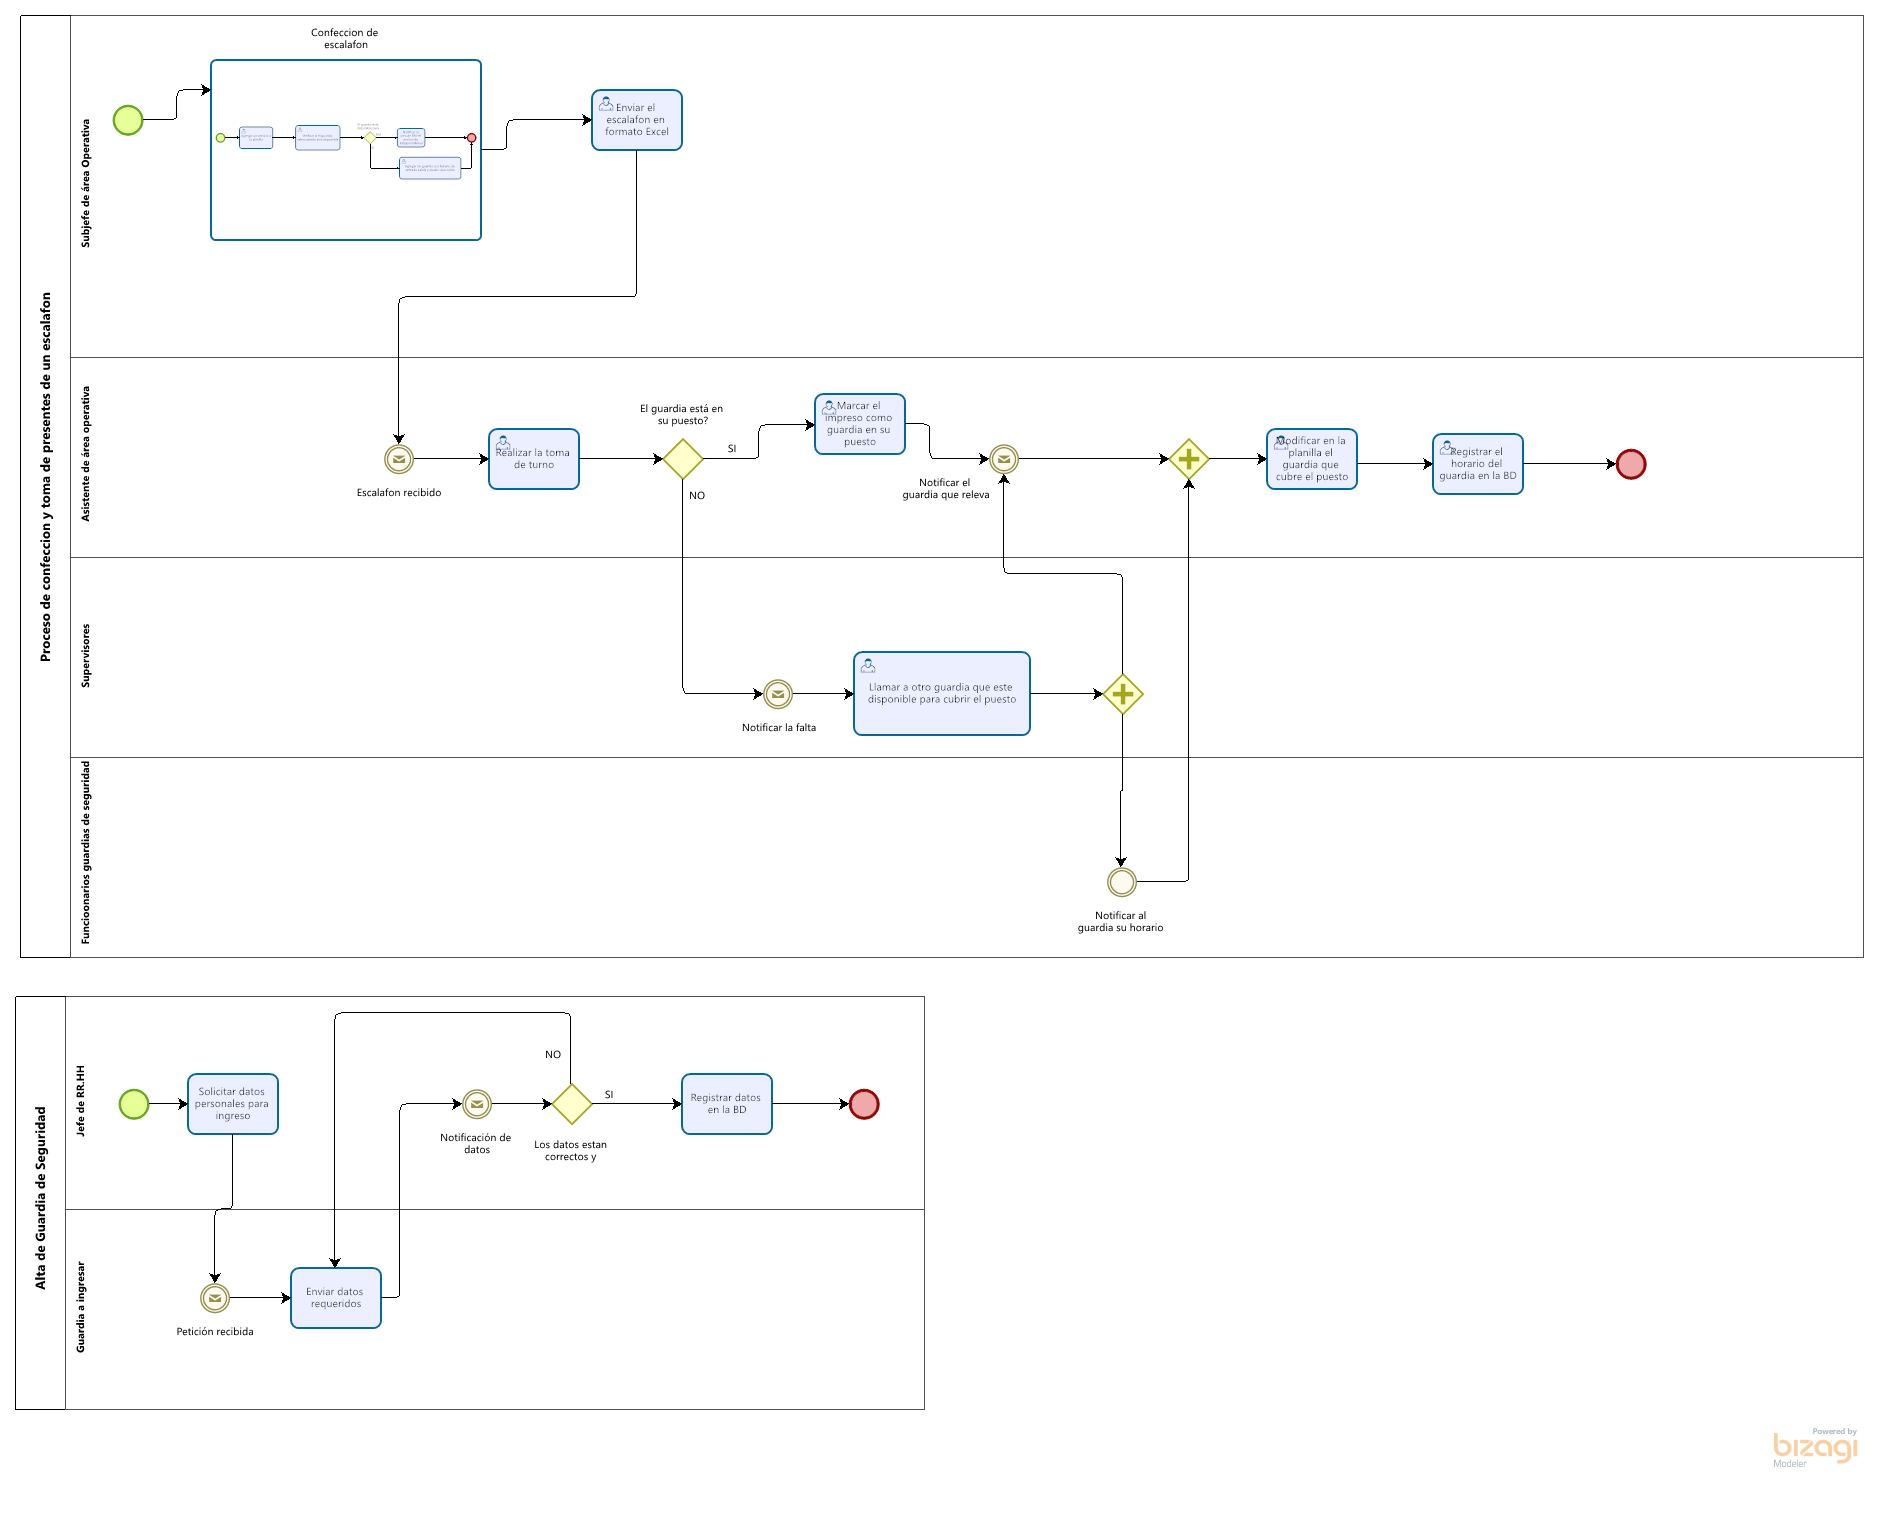 Proceso de confeccion y toma de presentes de un escalafon
Subjefe de área Operativa
Confeccion de
escalafon
Enviar el
escalafon en
formato Excel
Asistente de área operativa
Escalafon recibido
Realizar la toma
de turno
El guardia está en
su puesto?
SI
NO
Marcar el
impreso como
guardia en su
puesto
Notificar el
guardia que releva
Modificar en la
planilla el
guardia que
cubre el puesto
Registrar el
horario del
guardia en la BD
Supervisores
Notificar la falta
Llamar a otro guardia que este
disponible para cubrir el puesto
Funcioonarios guardias de seguridad
Notificar al
guardia su horario
Alta de Guardia de Seguridad
Jefe de RR.HH
Solicitar datos
personales para
ingreso
Notificación de
datos
NO
SI
Los datos estan
correctos y
Registrar datos
en la BD
Guardia a ingresar
Petición recibida
Enviar datos
requeridos
Powered by
bizagi
Modeler